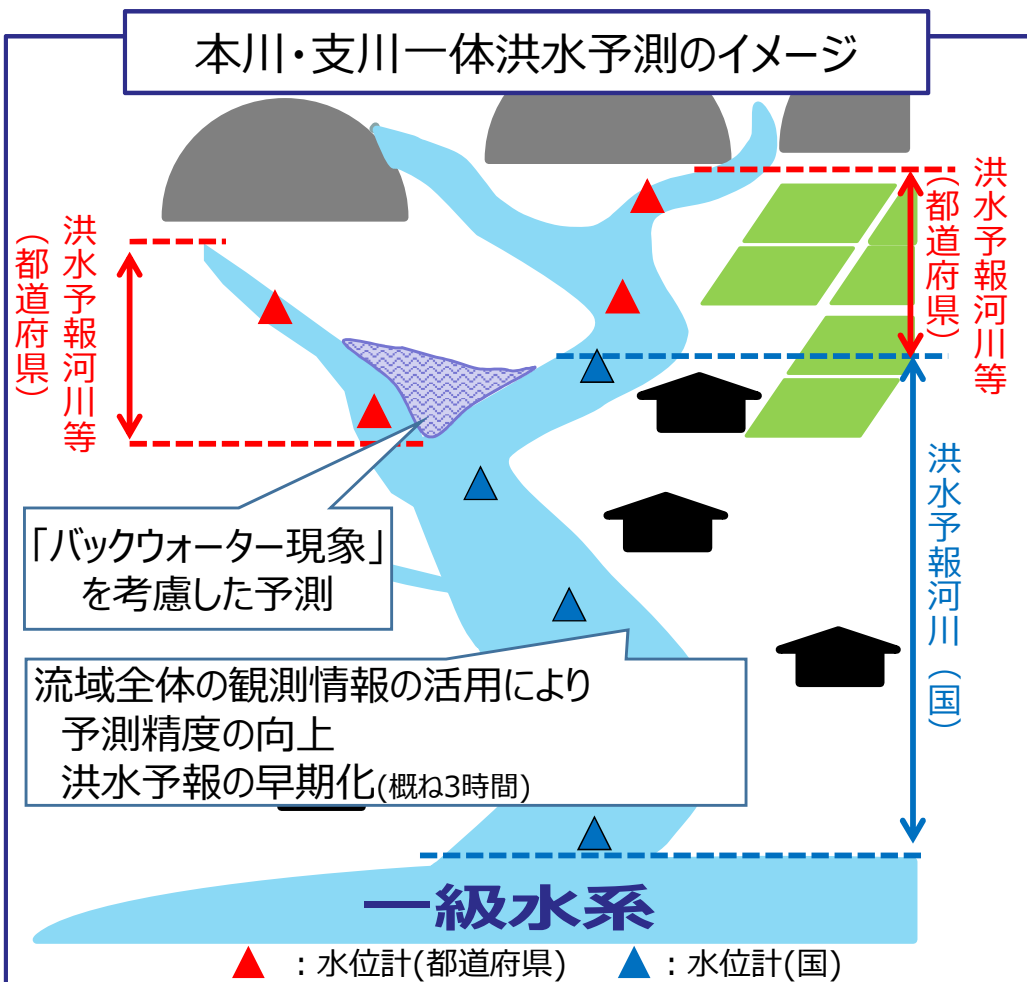 本川・支川一体洪水予測のイメージ
洪水予報河川等
（都道府県）
洪水予報河川等
（都道府県）
「バックウォーター現象」
を考慮した予測
洪水予報河川（国）
流域全体の観測情報の活用により
予測精度の向上
洪水予報の早期化(概ね3時間)
一級水系
：水位計(都道府県)
：水位計(国)